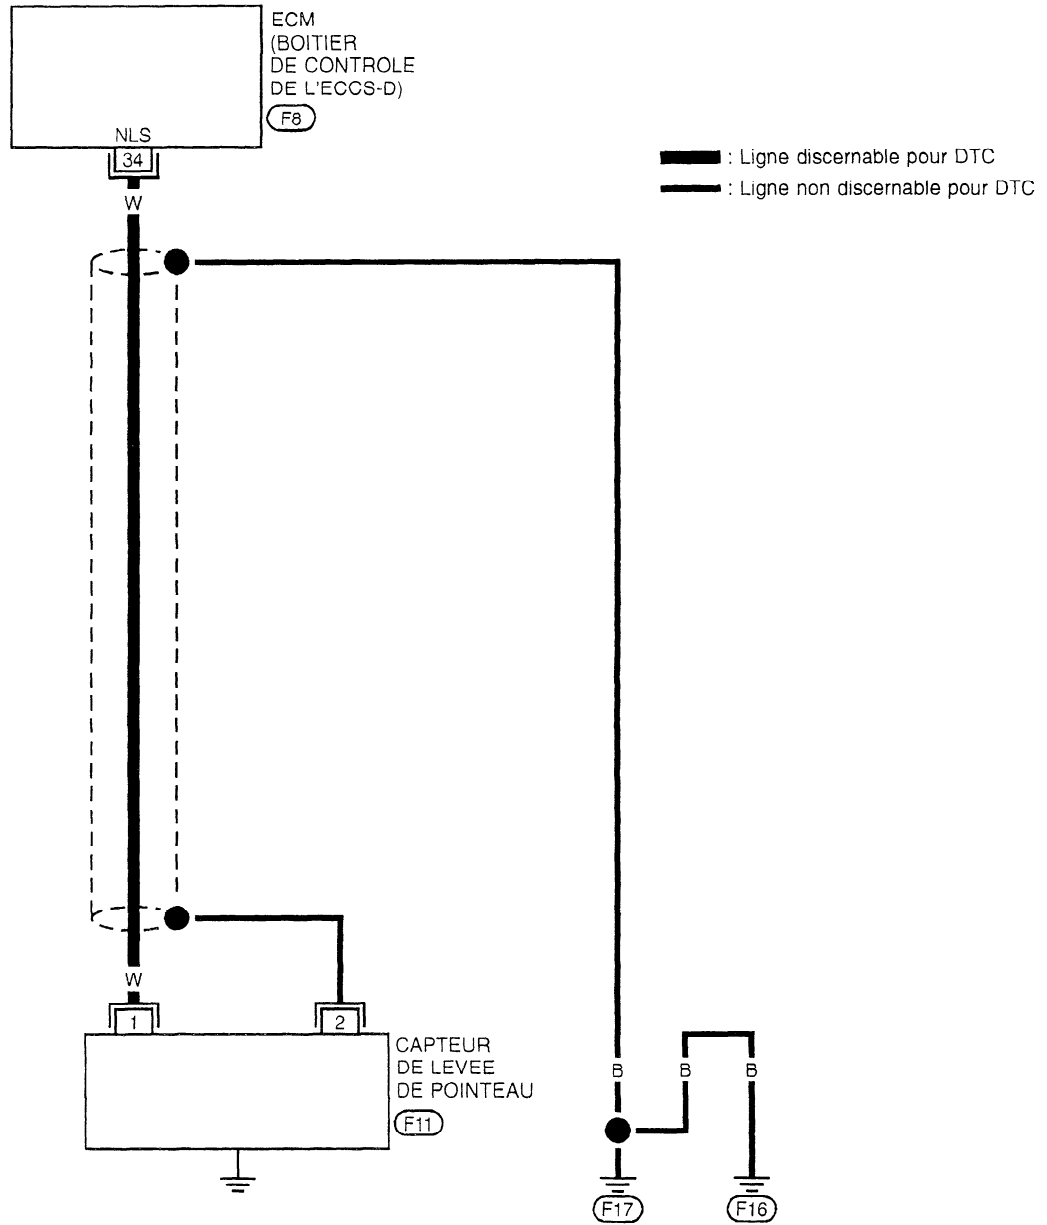 ECM
(BOITIER
DE CONTROLE
DE L'ECCS-D)
F8
NLS
34
W
: Ligne discernable pour DTC
: Ligne non discernable pour DTC
W
1
2
CAPTEUR
DE LEVEE
DE POINTEAU
F11
B
B
B
F17
F16